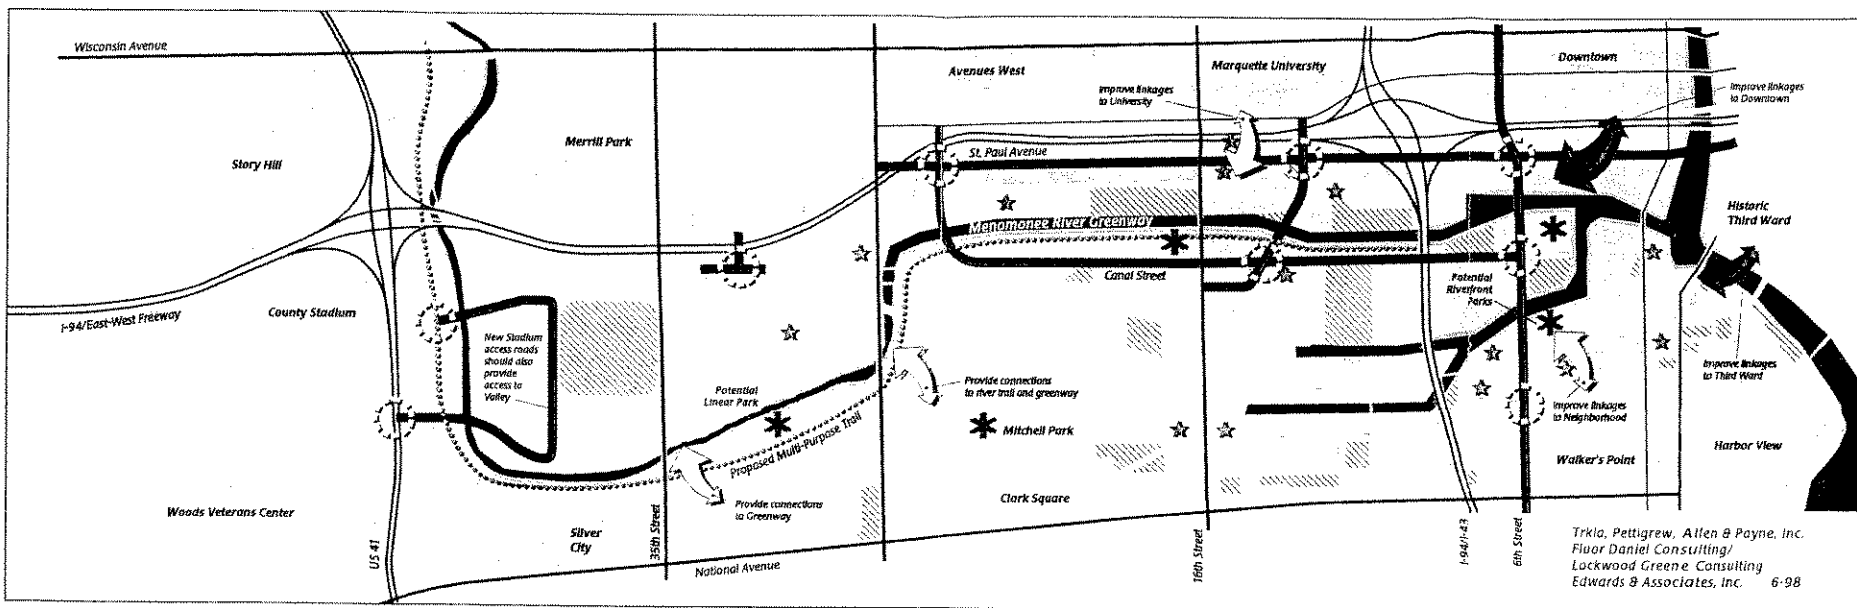 Wisconsin Avenue
Avenues West
Marquette University
Downtown
Improve linkages
to University
Improve linkages
to Downtown
Merrill Park
Story Hill
St. Paul Avenue
Historic
Third Ward
Menomonee River Greenway
Canal Street
Potential
Riverfront
Parks
County Stadium
I-94/East-West Freeway
New Stadium
access roads
should also
provide
access to
Valley
Potential
Linear Park
Provide connections
to river trail and greenway
Improve linkages
to Third Ward
Improve linkages
to Neighborhood
Mitchell Park
Proposed Multi-Purpose Trail
Harbor View
Walker's Point
Clark Square
Provide connections
to Greenway
Woods Veterans Center
Silver
City
US 41
35th Street
National Avenue
16th Street
I-94/I-43
6th Street
Trkla, Pettigrew, Allen & Payne, Inc.
Fluor Daniel Consulting/
Lockwood Greene Consulting
Edwards & Associates, Inc. 6-98